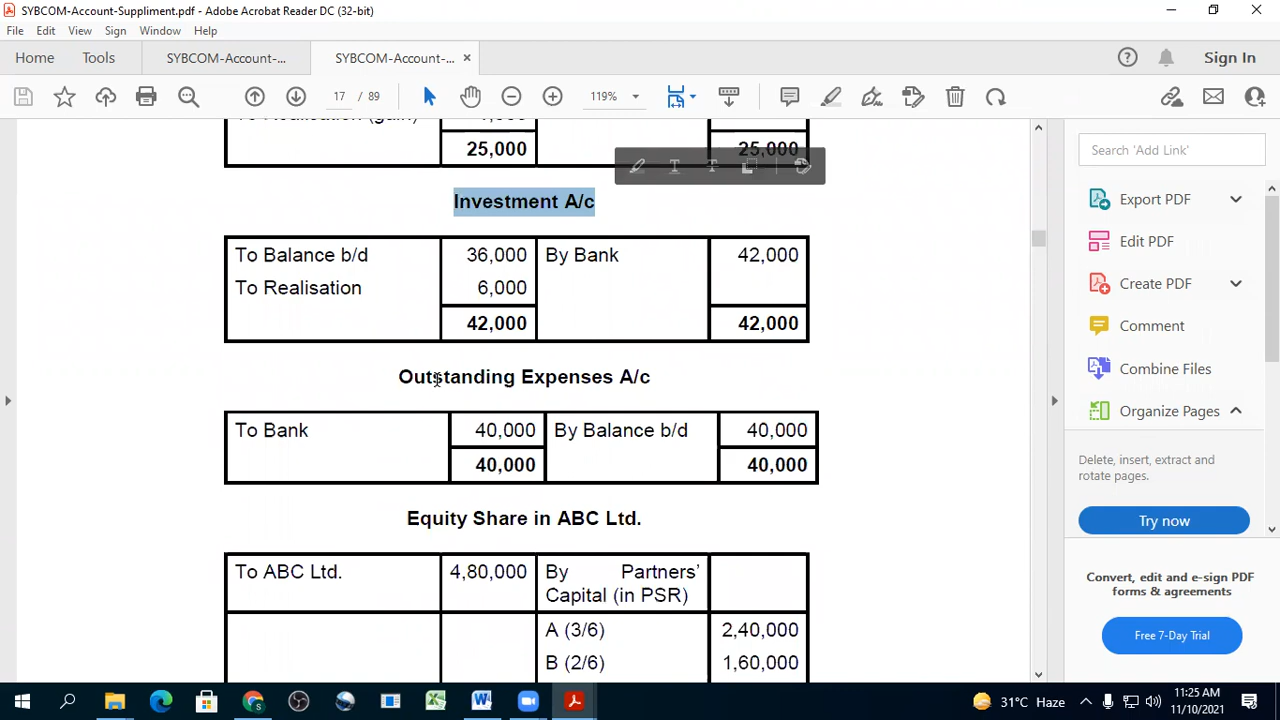 SYBCOM-Account-Suppliment.pdf - Adobe Acrobat Reader DC (32-bit)
File Edit View Sign Window Help
Home Tools SYBCOM-Account-... SYBCOM-Account-... × Sign In
17 / 89 119%
25,000 25,000
Investment A/c
To Balance b/d 36,000 By Bank 42,000
To Realisation 6,000
42,000 42,000
Outstanding Expenses A/c
To Bank 40,000 By Balance b/d 40,000
40,000 40,000
Equity Share in ABC Ltd.
To ABC Ltd. 4,80,000 By Partners’
Capital (in PSR)
A (3/6) 2,40,000
B (2/6) 1,60,000
Search 'Add Link'
Export PDF
Edit PDF
Create PDF
Comment
Combine Files
Organize Pages
Delete, insert, extract and
rotate pages.
Try now
Convert, edit and e-sign PDF
forms & agreements
Free 7-Day Trial
31°C Haze 11:25 AM
11/10/2021